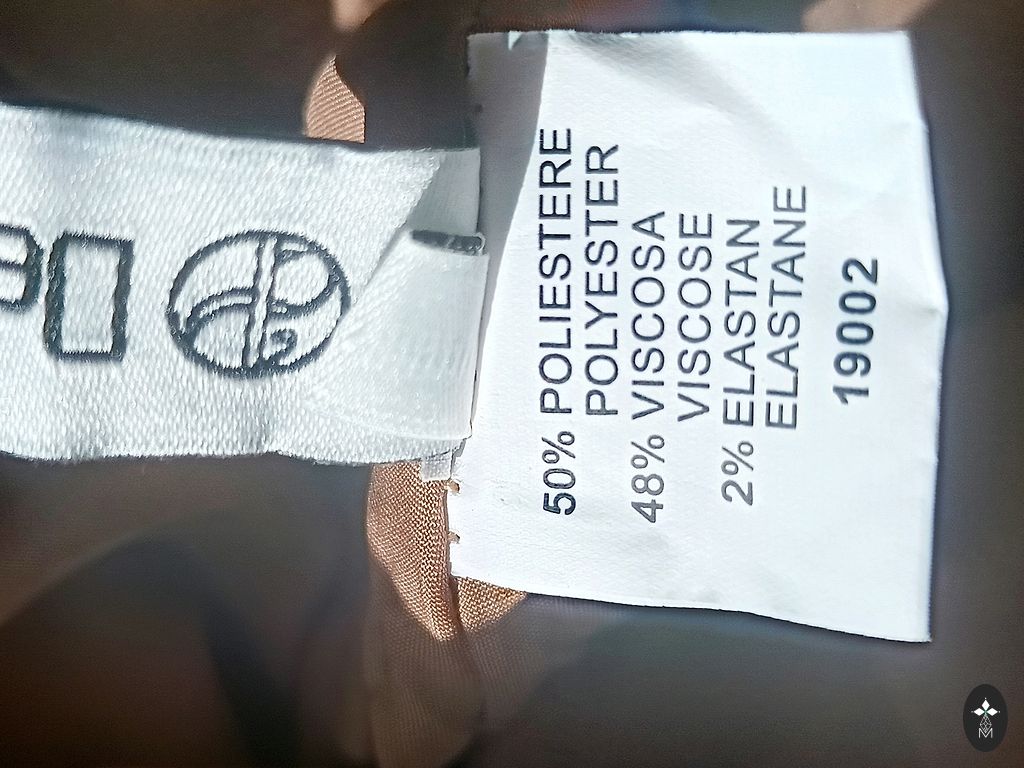 50% POLIESTERE
POLYESTER
48% VISCOSA
VISCOSE
2% ELASTAN
ELASTANE
19002